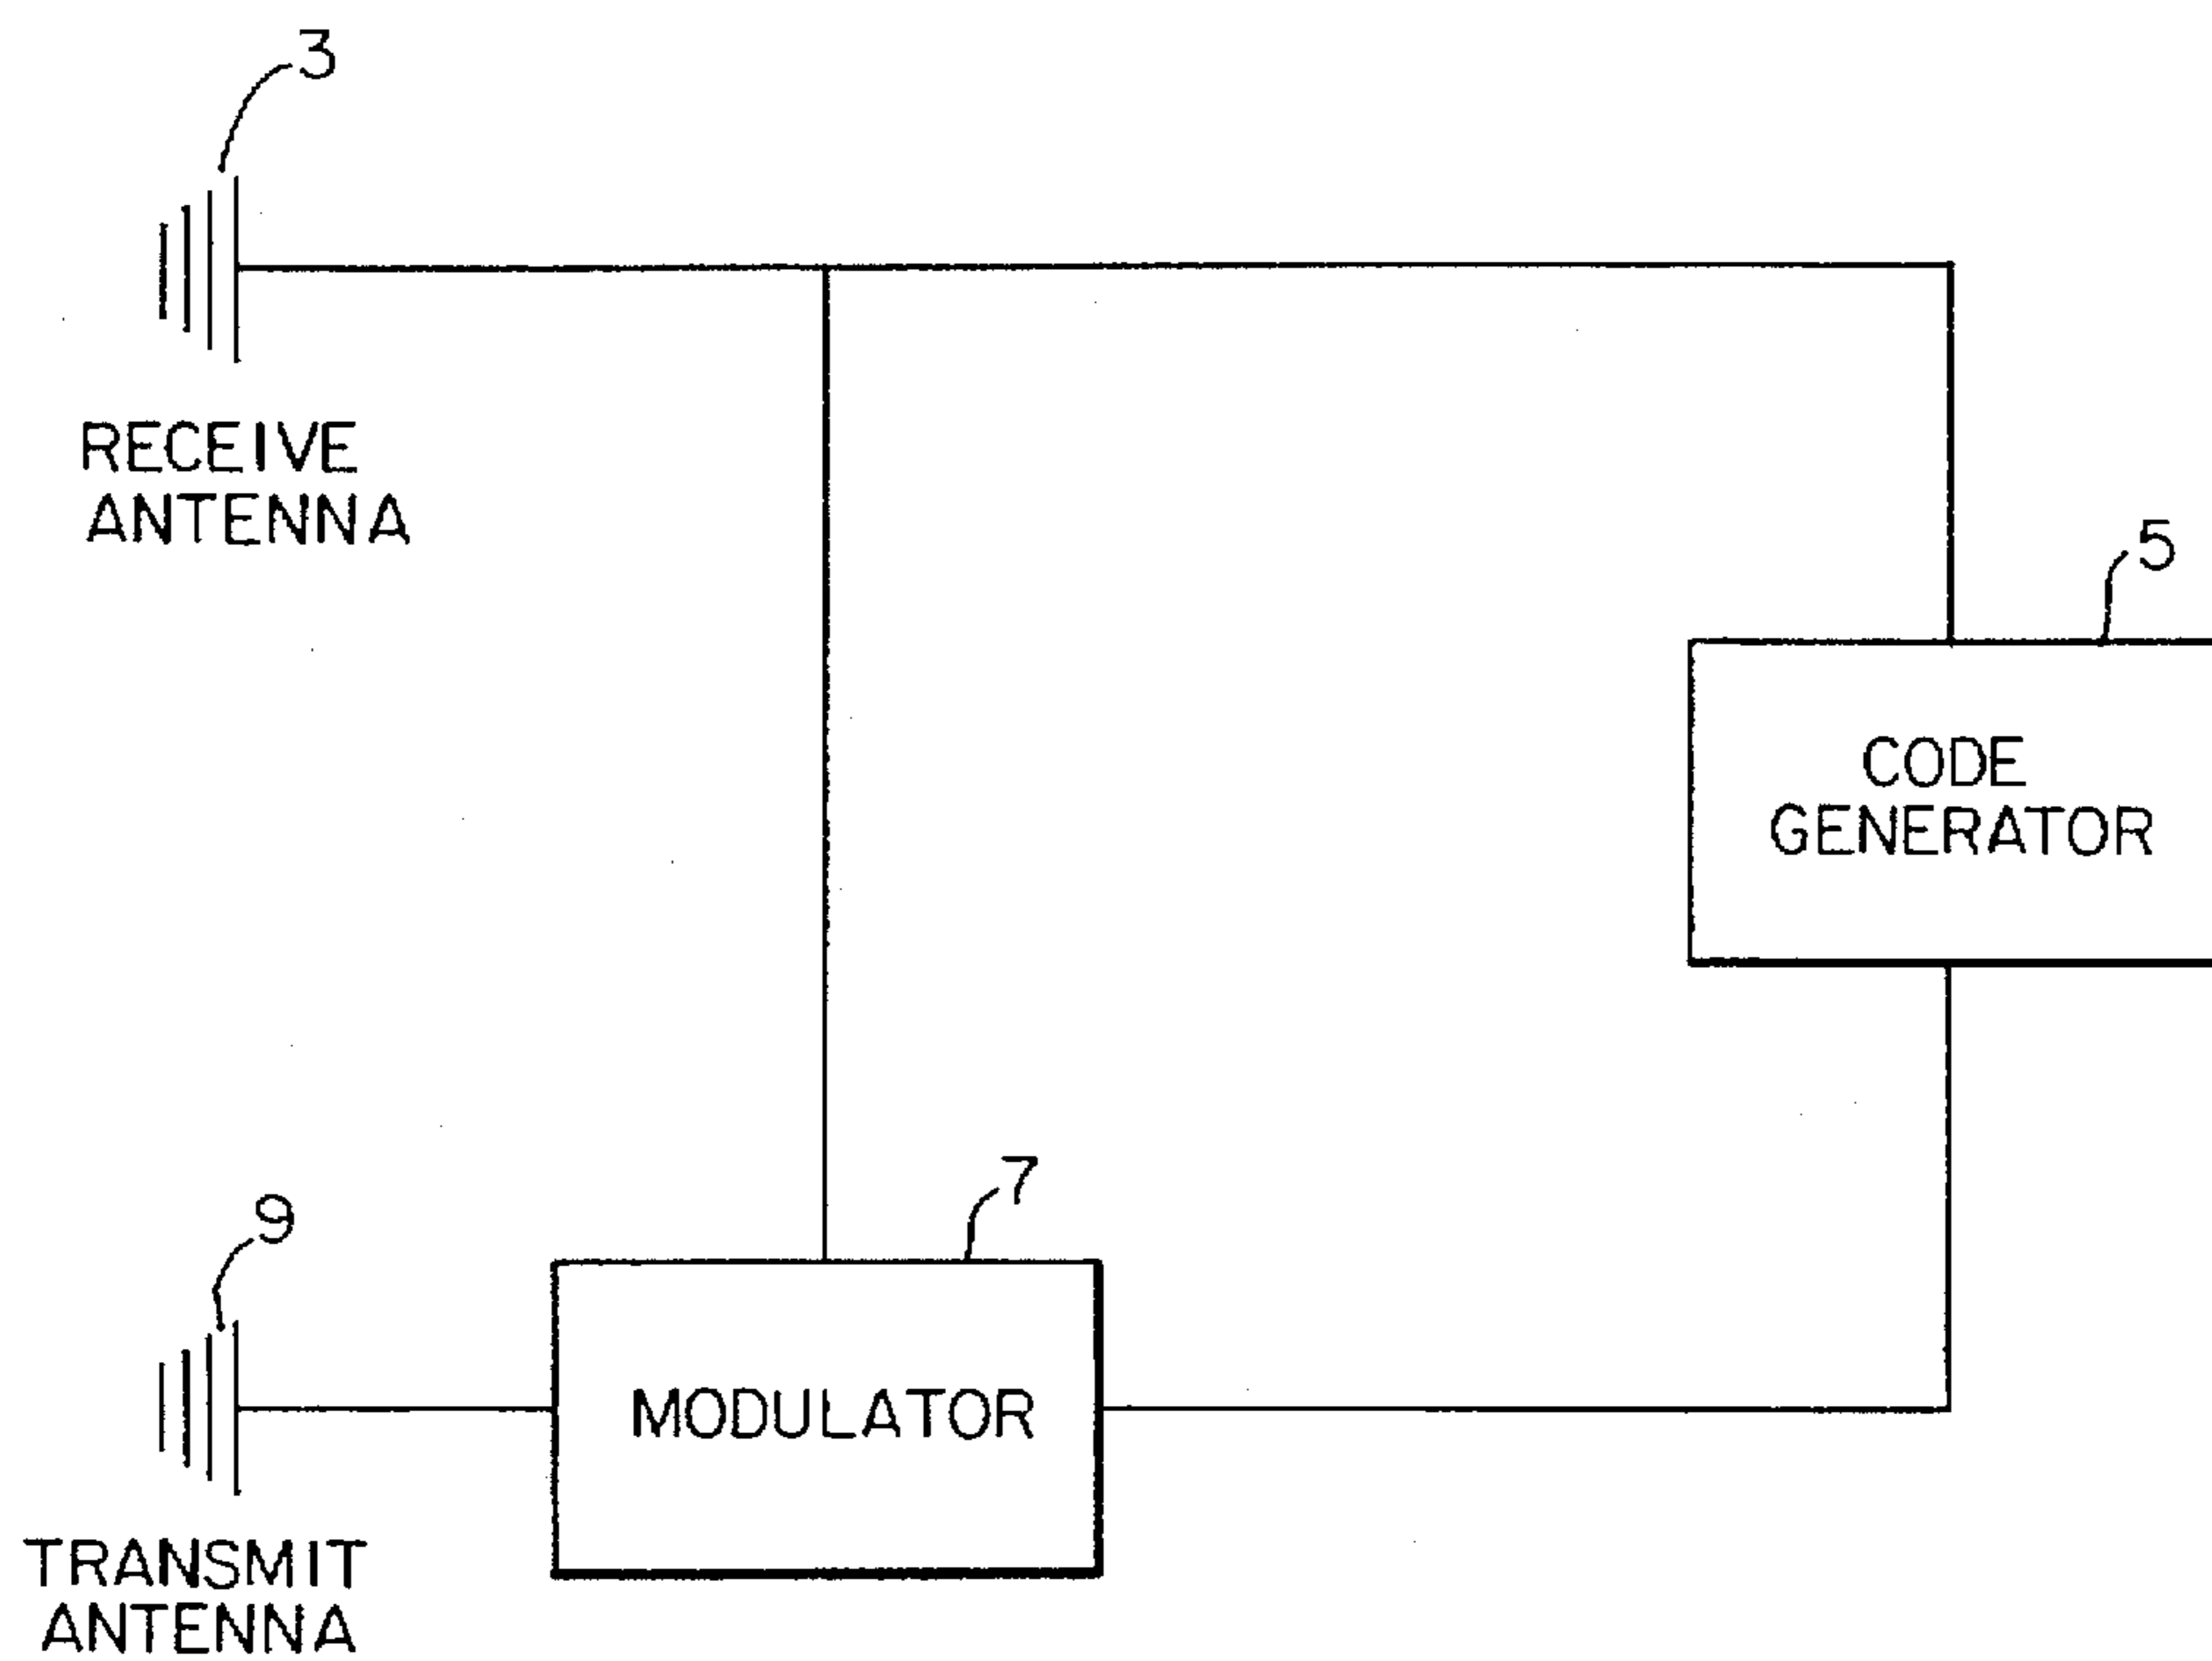 3
RECEIVE
ANTENNA
5
CODE
GENERATOR
7
9
MODULATOR
TRANSMIT
ANTENNA